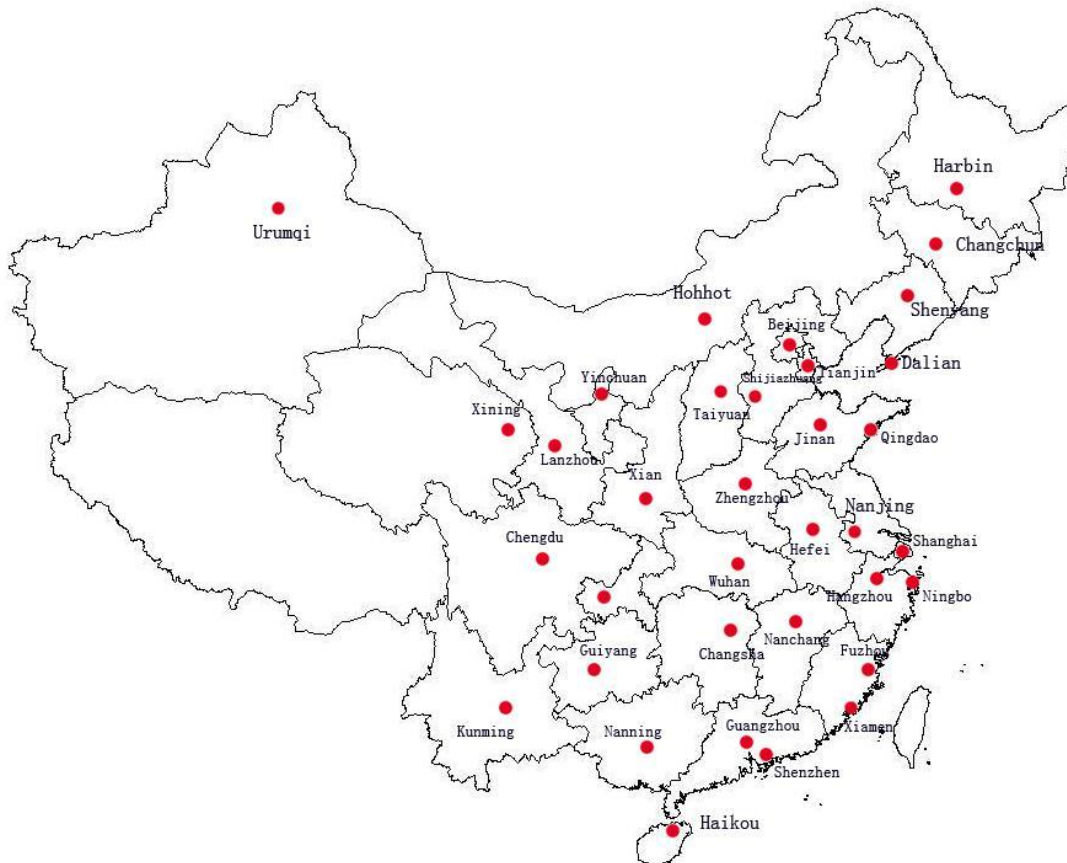 Harbin
Urumqi
Changchun
Hohhot
Shenyang
Beijing
Dalian
Tianjin
Shijiazhuang
Yinchuan
Xining
Taiyuan
Jinan
Qingdao
Lanzhou
Xian
Zhengzhou
Nanjing
Chengdu
Hefei
Shanghai
Wuhan
Hangzhou
Ningbo
Nanchang
Changsha
Guiyang
Fuzhou
Kunming
Nanning
Guangzhou
Xiamen
Shenzhen
Haikou